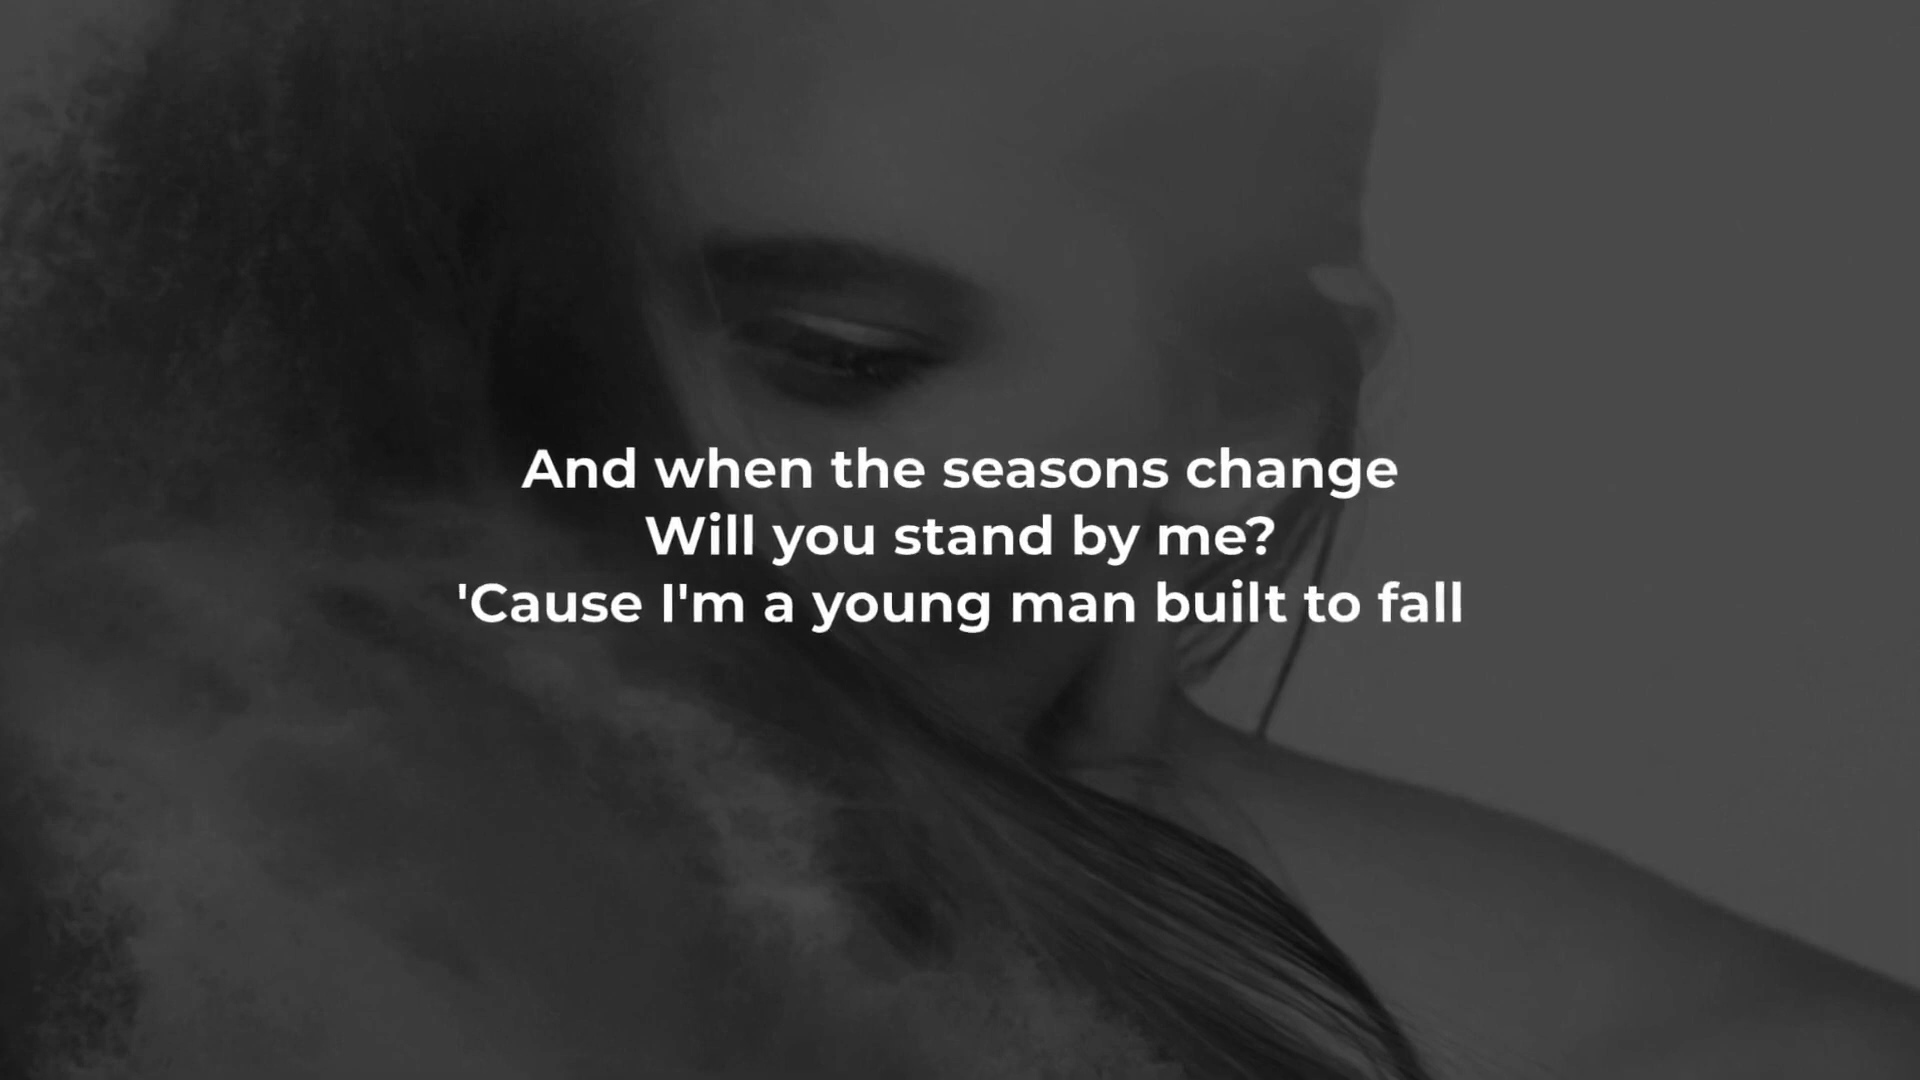 And when the seasons change
Will you stand by me?
'Cause I'm a young man built to fall